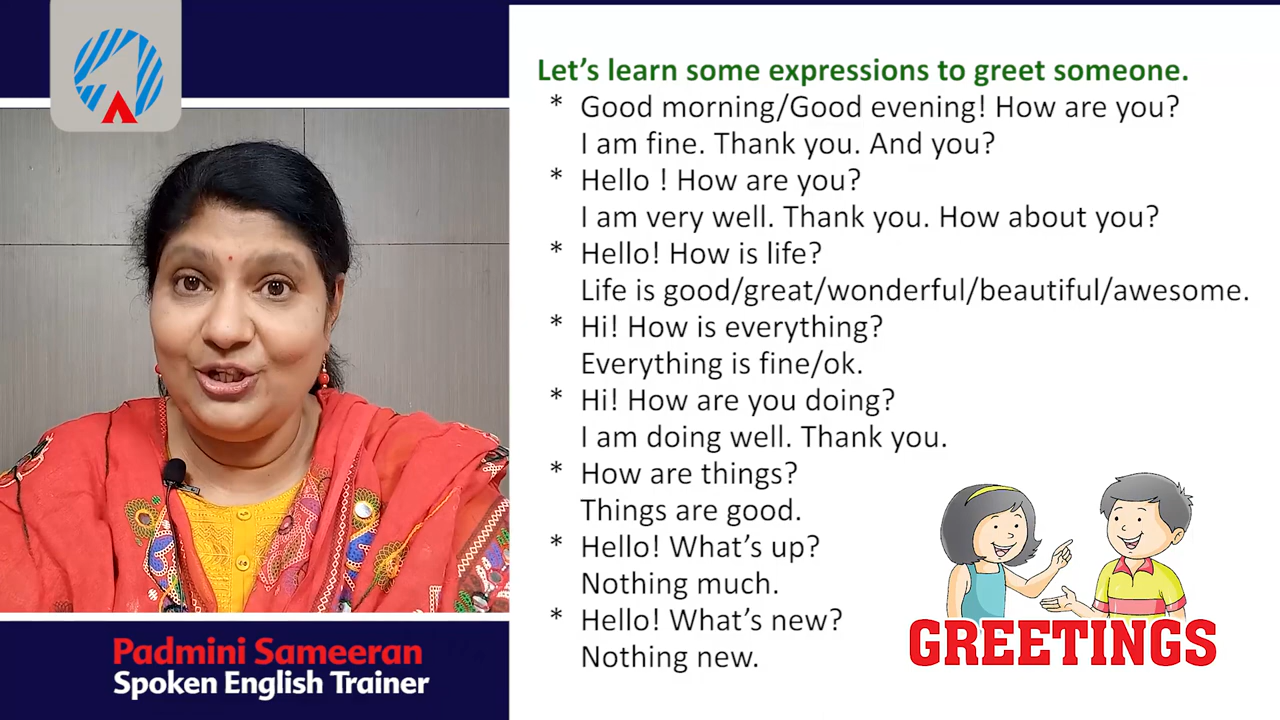 Let's learn some expressions to greet someone.
* Good morning/Good evening! How are you?
I am fine. Thank you. And you?
* Hello ! How are you?
I am very well. Thank you. How about you?
* Hello! How is life?
Life is good/great/wonderful/beautiful/awesome.
* Hi! How is everything?
Everything is fine/ok.
* Hi! How are you doing?
I am doing well. Thank you.
* How are things?
Things are good.
* Hello! What's up?
Nothing much.
* Hello! What's new?
Nothing new.
GREETINGS
Padmini Sameeran
Spoken English Trainer